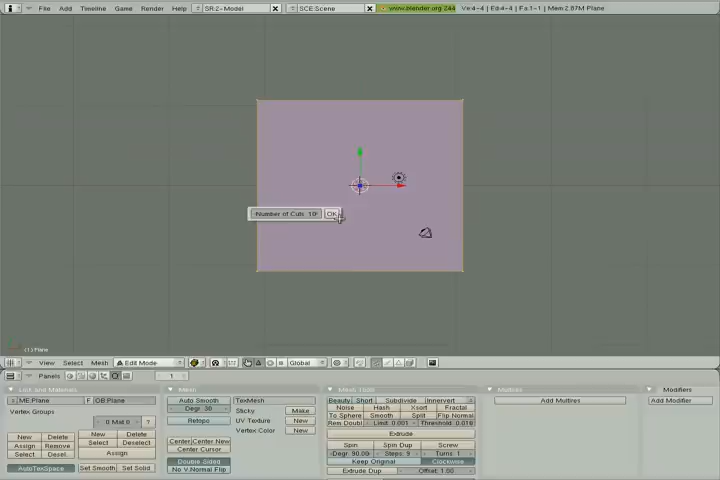 File Add Timeline Game Render Help SR:2-Model SCE:Scene www.blender.org 244 Ve:4-4 | Ed:4-4 | Fa:1-1 | Mem:2.87M Plane
Number of Cuts 10 OK
(1) Plane
View Select Mesh Edit Mode Global
Panels 1
Link and Materials Mesh Mesh Tools Multires Modifiers
ME:Plane F OB:Plane
Vertex Groups
0 Mat 0 ?
New Delete New Delete
Assign Remove Select Deselect
Select Desel. Assign
AutoTexSpace Set Smooth Set Solid
Auto Smooth
Degr: 30
Retopo
Center Center New
Center Cursor
Double Sided
No V.Normal Flip
TexMesh
Sticky Make
UV Texture New
Vertex Color New
Beauty Short Subdivide Innervert
Noise Hash Xsort Fractal
To Sphere Smooth Split Flip Normal
Rem Doubl Limit: 0.001 Threshold: 0.010
Extrude
Spin Spin Dup Screw
Degr: 90.00 Steps: 9 Turns: 1
Keep Original Clockwise
Extrude Dup Offset: 1.00
Add Multires
Add Modifier